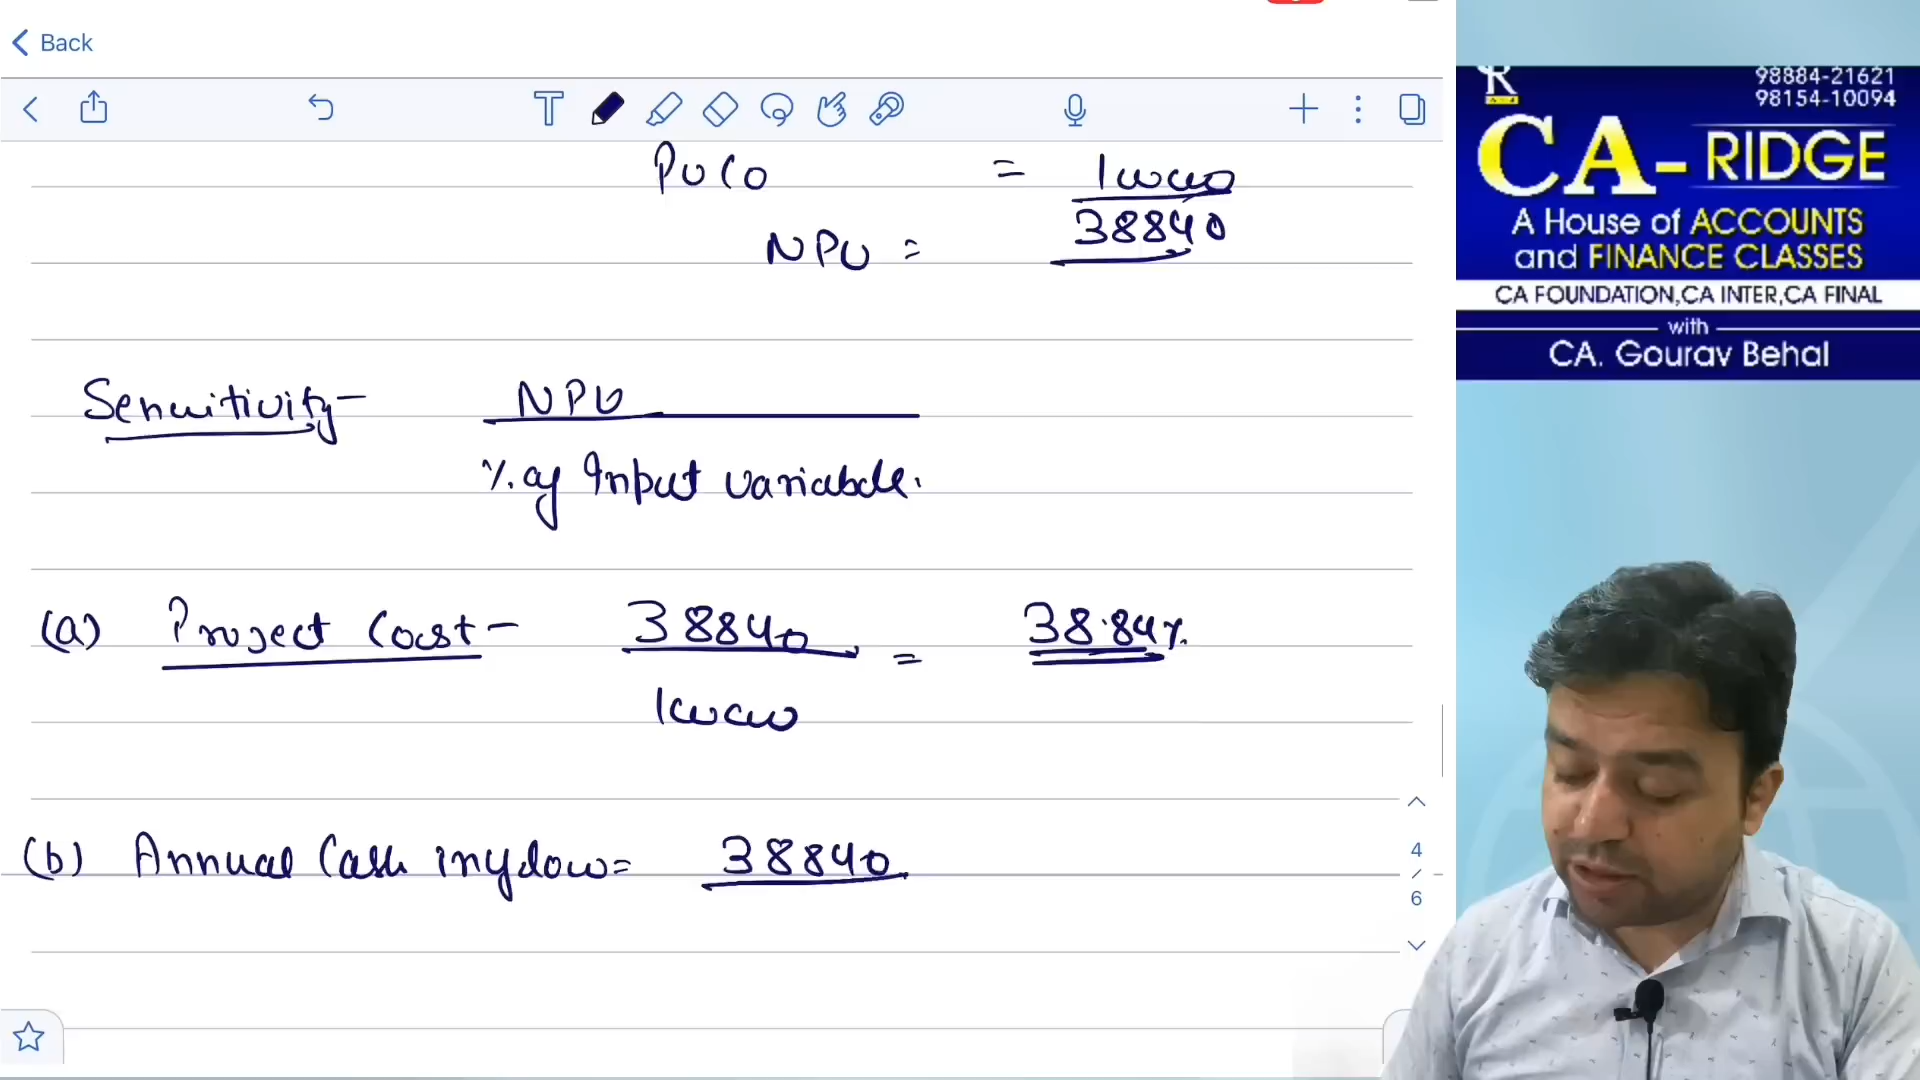 Back
PVCO = 100000
NPV = 38840
Sensitivity- NPV
%. of Input variable.
(a) Project Cost- 38840 = 38.84%.
100000
(b) Annual Cash inflow= 38840
4
6
R
98884-21621
98154-10094
CA- RIDGE
A House of ACCOUNTS
and FINANCE CLASSES
CA FOUNDATION,CA INTER,CA FINAL
with
CA. Gourav Behal